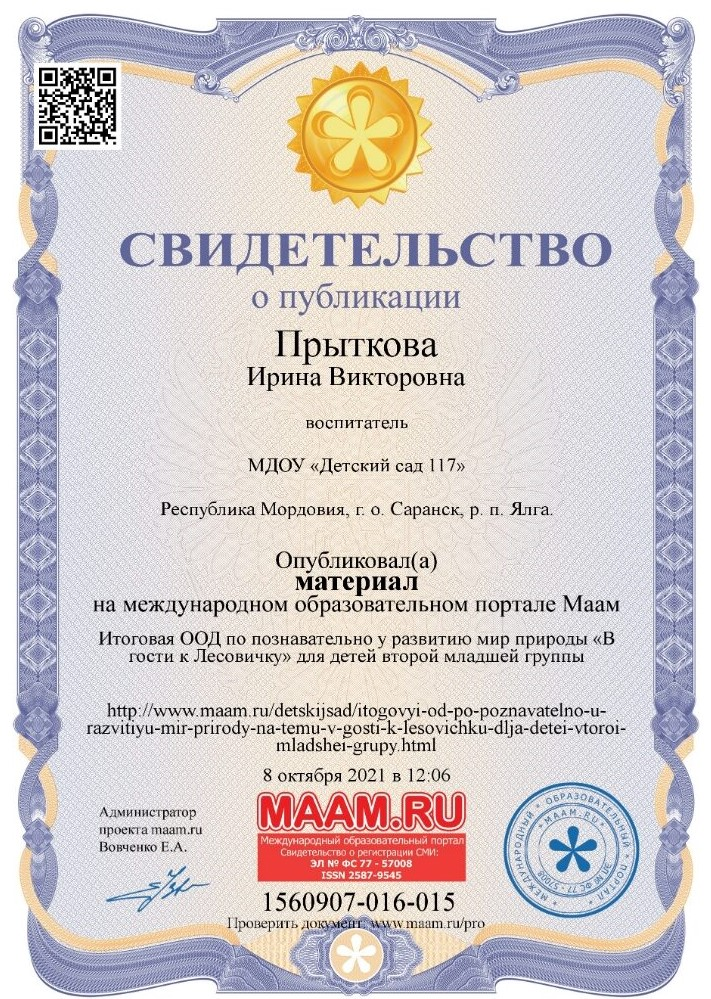 СВИДЕТЕЛЬСТВО
о публикации
Прыткова
Ирина Викторовна
воспитатель
МДОУ «Детский сад 117»
Республика Мордовия, г. о. Саранск, р. п. Ялга.
Опубликовал(а)
материал
на международном образовательном портале Маам
Итоговая ООД по познавательно у развитию мир природы «В
гости к Лесовичку» для детей второй младшей группы
http://www.maam.ru/detskijsad/itogovyi-od-po-poznavatelno-u-
razvitiyu-mir-prirody-na-temu-v-gosti-k-lesovichku-dlja-detei-vtoroi-
mladshei-grupy.html
8 октября 2021 в 12:06
Администратор
проекта maam.ru
Вовченко Е.А.
MAAM.RU
Международный образовательный портал
Свидетельство о регистрации СМИ:
ЭЛ № ФС 77 - 57008
ISSN 2587-9545
1560907-016-015
Проверить документ: www.maam.ru/pro
МЕЖДУНАРОДНЫЙ * ОБРАЗОВАТЕЛЬНЫЙ * ПОРТАЛ
* MAAM.RU * ЭЛ № ФС 77-57008